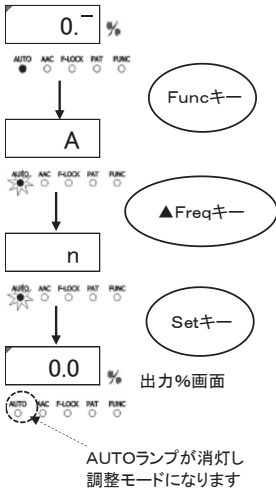 0.‾ %
AUTO AAC F-LOCK PAT FUNC
Funcキー
A
AUTO AAC F-LOCK PAT FUNC
▲Freqキー
n
AUTO AAC F-LOCK PAT FUNC
Setキー
0.0 %
出力%画面
AUTO AAC F-LOCK PAT FUNC
AUTOランプが消灯し
調整モードになります